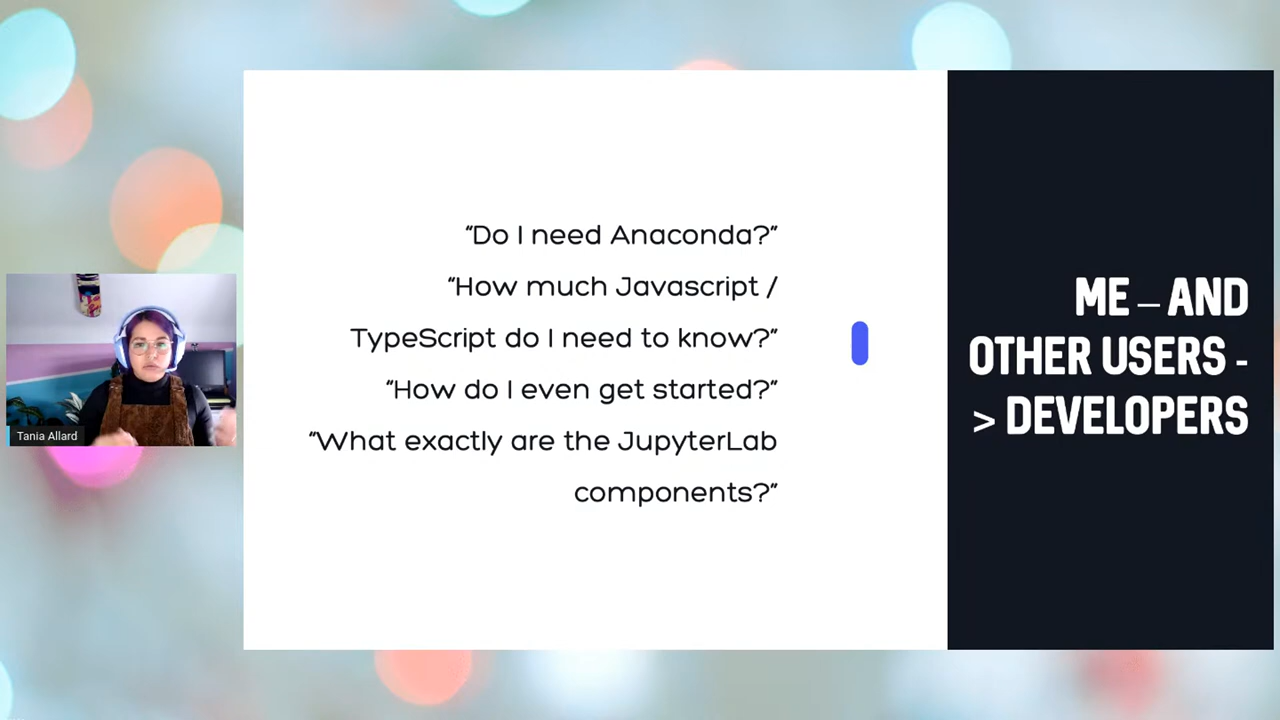 “Do I need Anaconda?”
“How much Javascript /
TypeScript do I need to know?”
“How do I even get started?”
“What exactly are the JupyterLab
components?”
ME – AND
OTHER USERS -
> DEVELOPERS
Tania Allard